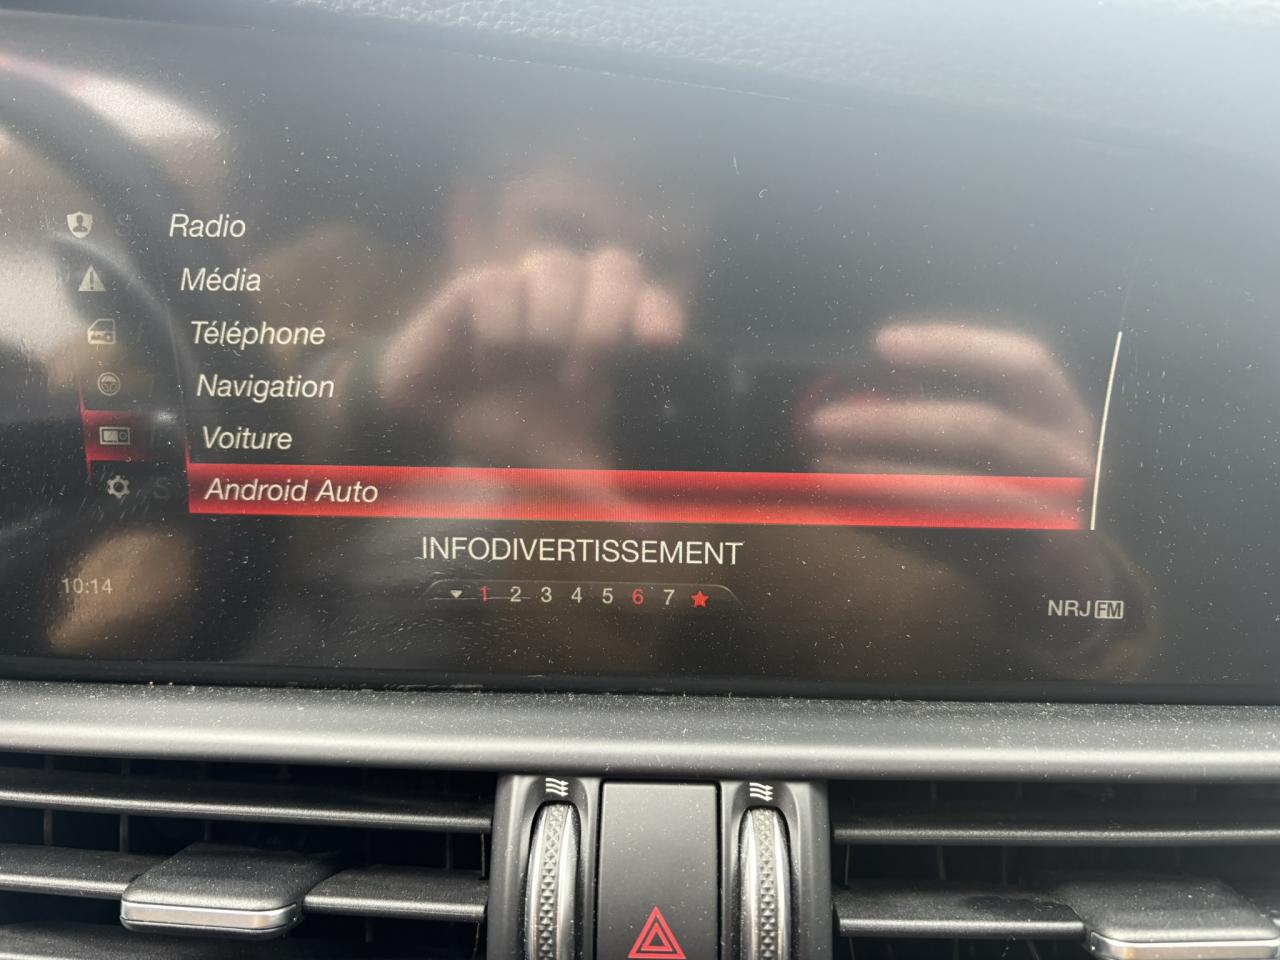 Radio
Média
Téléphone
Navigation
Voiture
Android Auto
INFODIVERTISSEMENT
1 2 3 4 5 6 7
10:14
NRJ FM